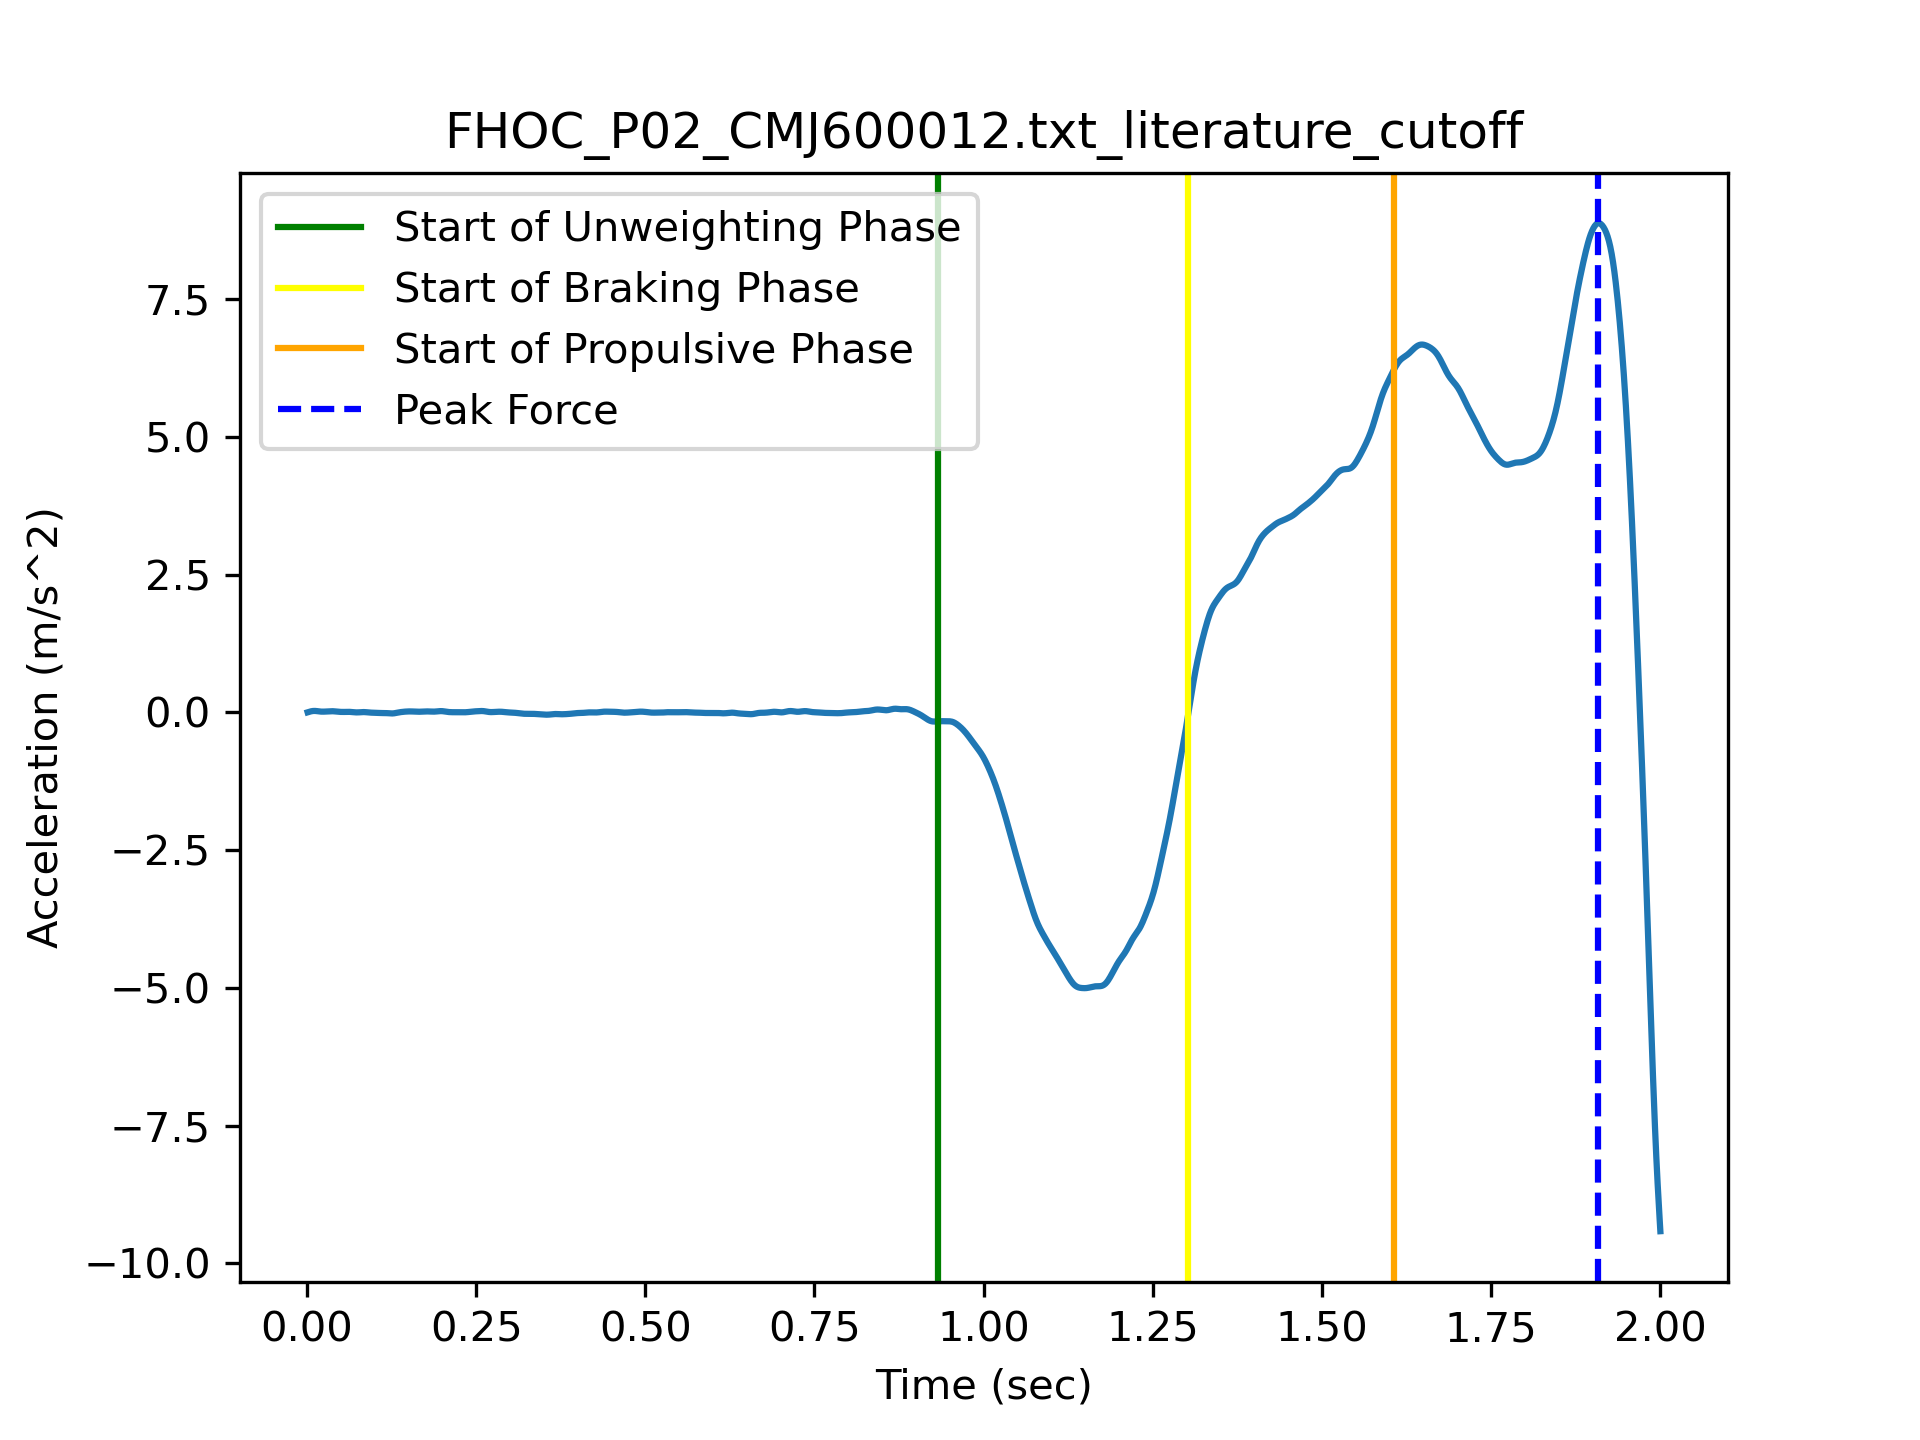 FHOC_P02_CMJ600012.txt_literature_cutoff
Start of Unweighting Phase
Start of Braking Phase
Start of Propulsive Phase
Peak Force
Acceleration (m/s^2)
7.5
5.0
2.5
0.0
−2.5
−5.0
−7.5
−10.0
0.00 0.25 0.50 0.75 1.00 1.25 1.50 1.75 2.00
Time (sec)